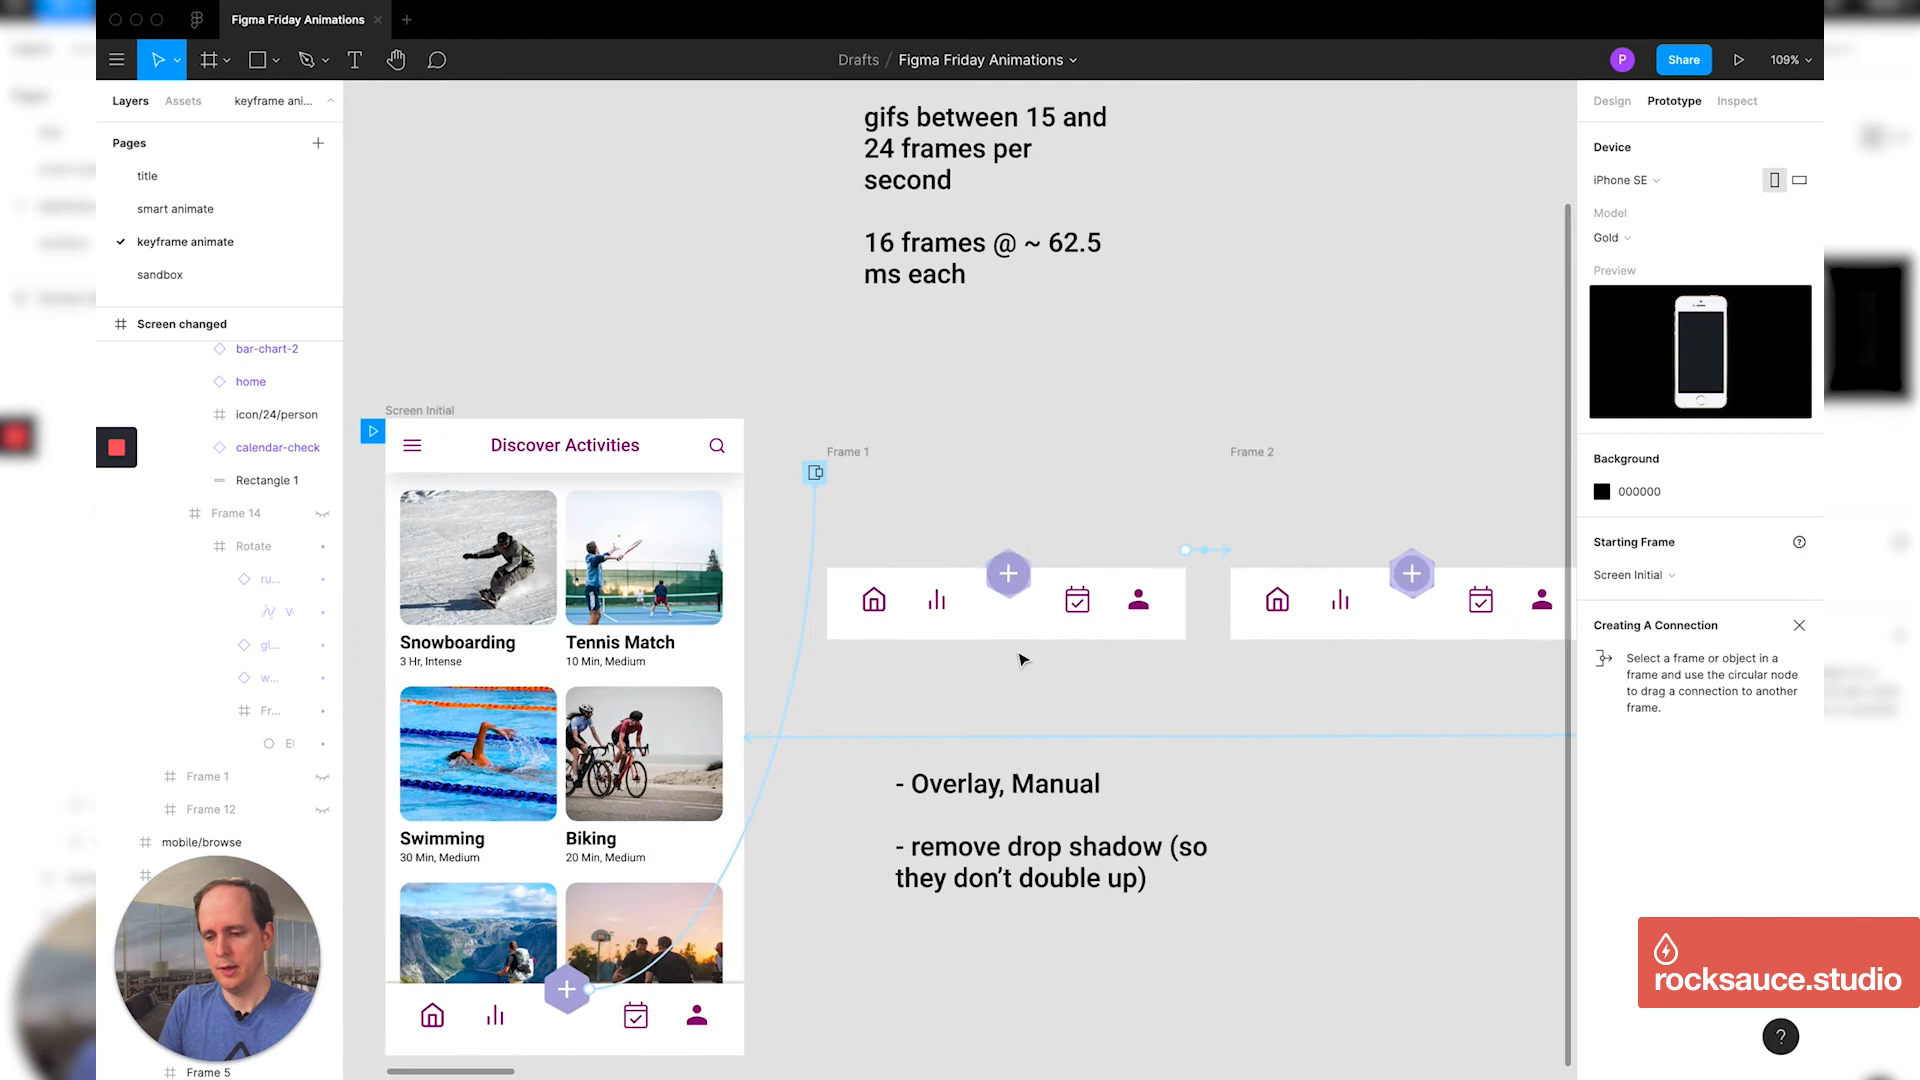 Figma Friday Animations
Drafts / Figma Friday Animations
P
Share
109%
Layers
Assets
keyframe ani...
Pages
title
smart animate
keyframe animate
sandbox
Screen changed
bar-chart-2
home
icon/24/person
calendar-check
Rectangle 1
Frame 14
Rotate
ru...
V
gl...
w...
Fr...
El
Frame 1
Frame 12
mobile/browse
Frame 5
gifs between 15 and
24 frames per
second
16 frames @ ~ 62.5
ms each
Screen Initial
Discover Activities
Snowboarding
3 Hr, Intense
Tennis Match
10 Min, Medium
Swimming
30 Min, Medium
Biking
20 Min, Medium
Frame 1
Frame 2
- Overlay, Manual
- remove drop shadow (so
they don't double up)
Design
Prototype
Inspect
Device
iPhone SE
Model
Gold
Preview
Background
000000
Starting Frame
Screen Initial
Creating A Connection
Select a frame or object in a
frame and use the circular node
to drag a connection to another
frame.
rocksauce.studio
?